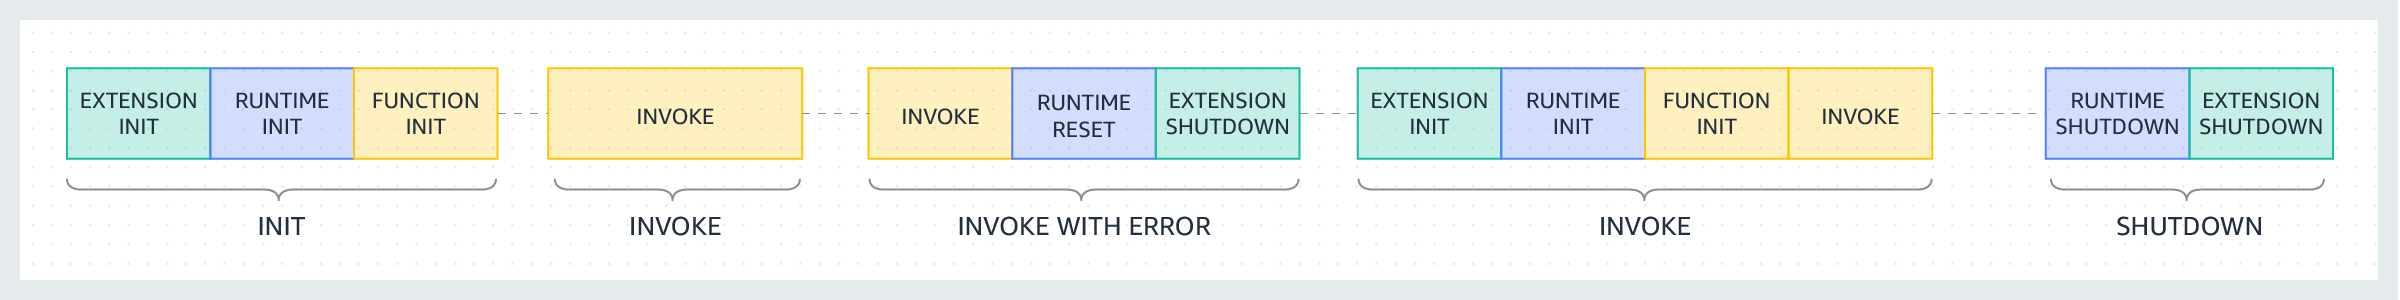 EXTENSION
INIT
RUNTIME
INIT
FUNCTION
INIT
INVOKE
INVOKE
RUNTIME
RESET
EXTENSION
SHUTDOWN
EXTENSION
INIT
RUNTIME
INIT
FUNCTION
INIT
INVOKE
RUNTIME
SHUTDOWN
EXTENSION
SHUTDOWN
INIT
INVOKE
INVOKE WITH ERROR
INVOKE
SHUTDOWN